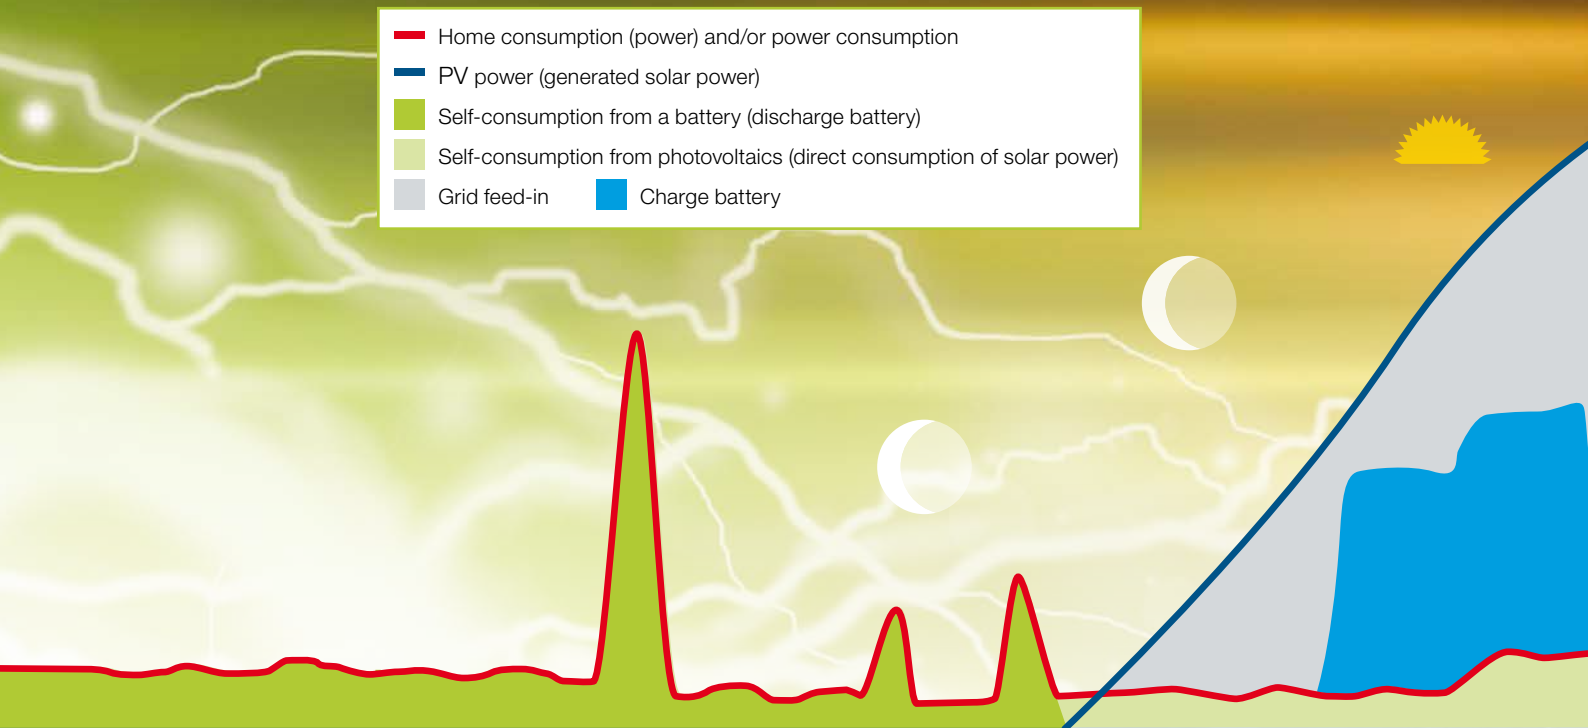 Home consumption (power) and/or power consumption
PV power (generated solar power)
Self-consumption from a battery (discharge battery)
Self-consumption from photovoltaics (direct consumption of solar power)
Grid feed-in Charge battery